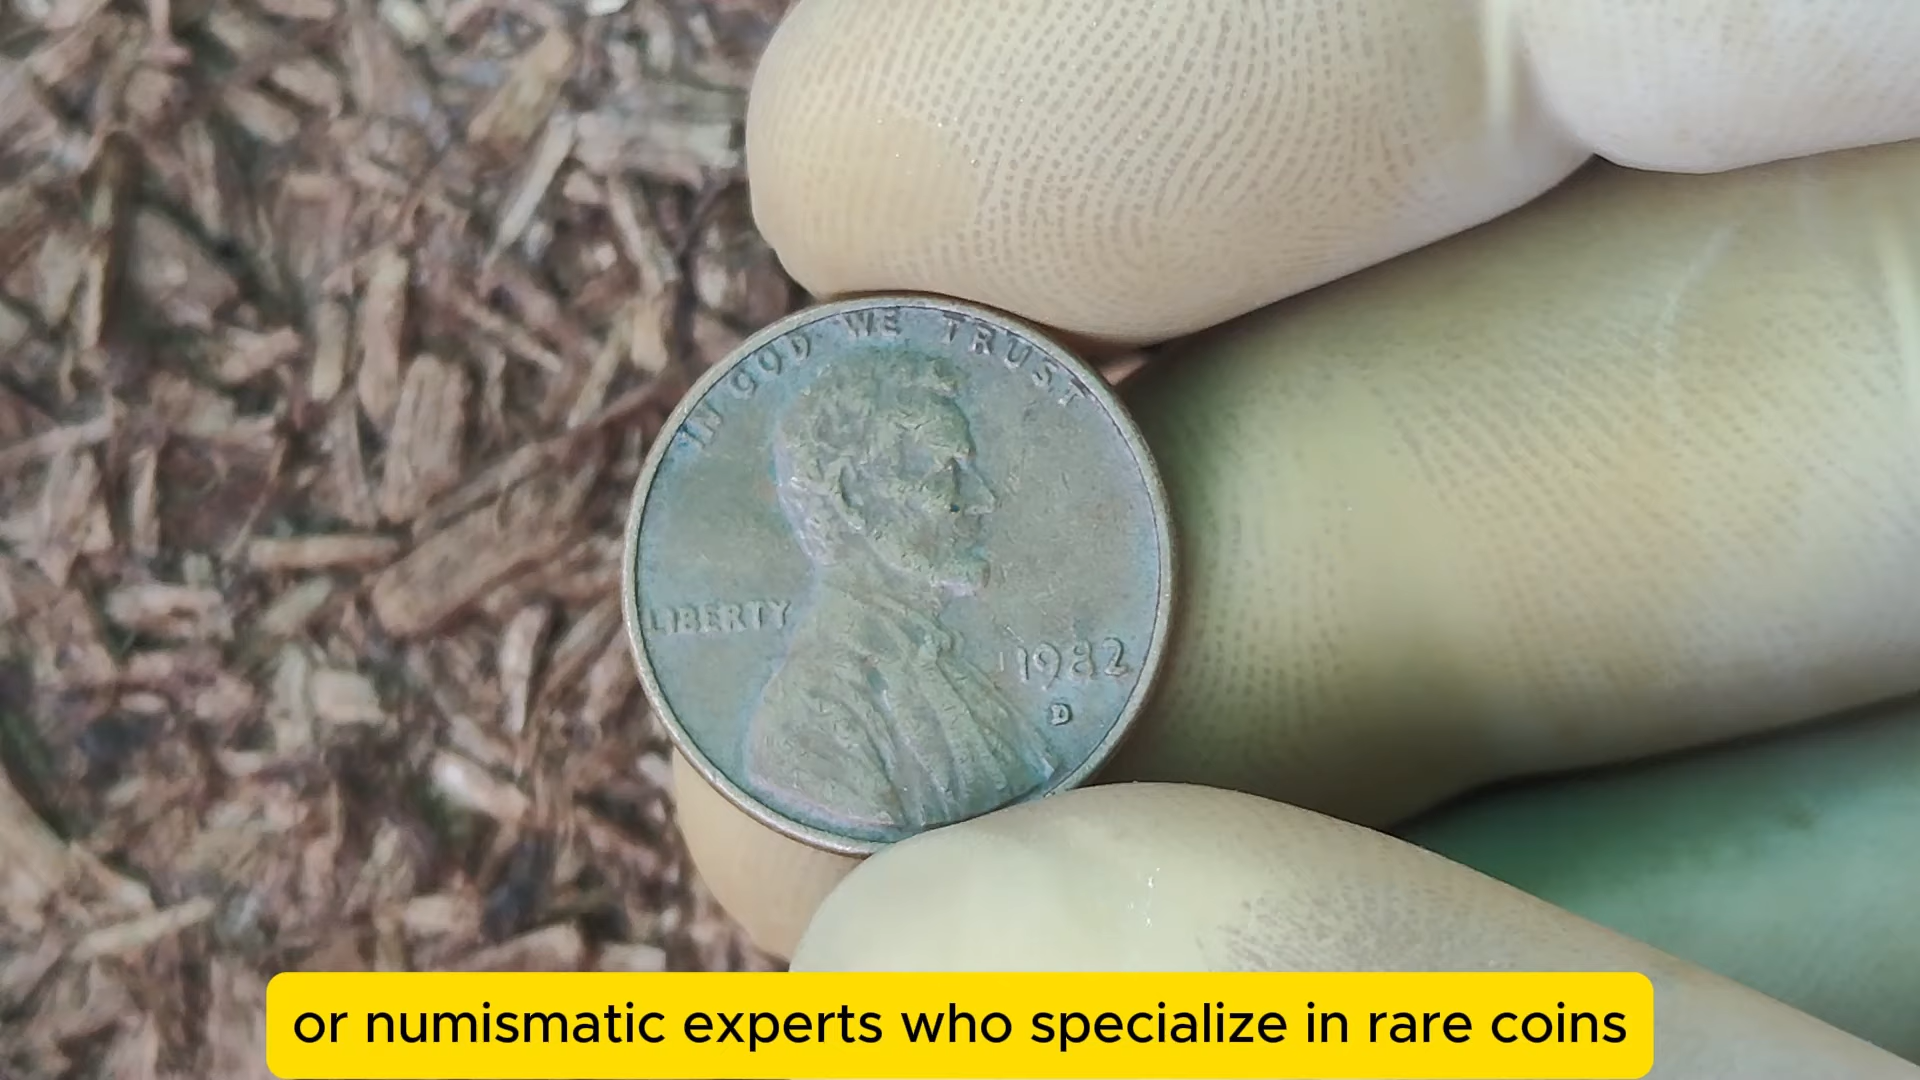 IN GOD WE TRUST
LIBERTY
1982
D
or numismatic experts who specialize in rare coins